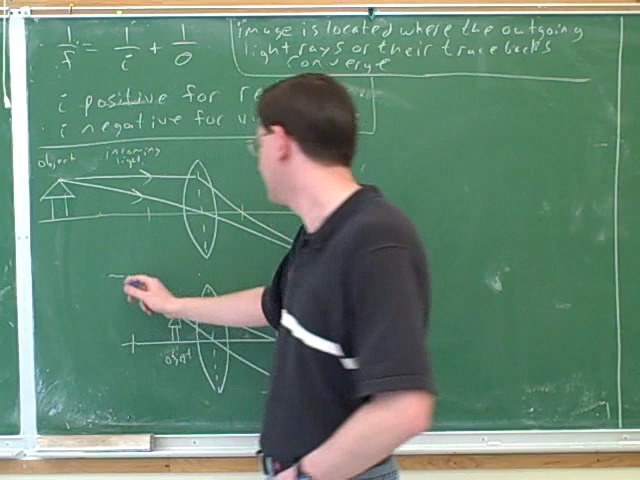 1/f = 1/i + 1/o
image is located where the outgoing
light rays or their tracebacks
converge
i positive for
i negative for
object
incoming
light
object